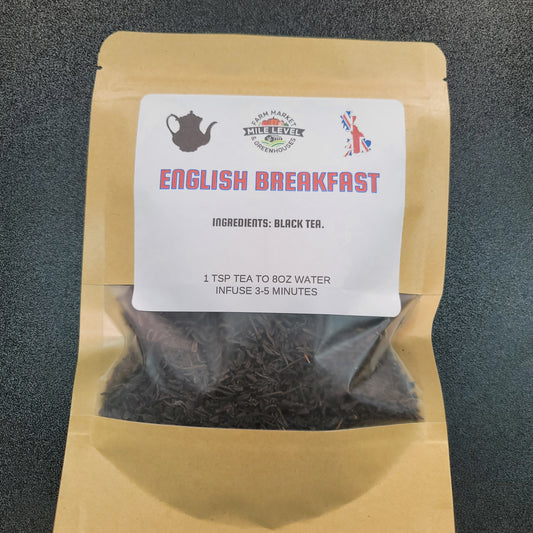 FARM MARKET
MILE LEVEL
& GREENHOUSES
ENGLISH BREAKFAST
INGREDIENTS: BLACK TEA.
1 TSP TEA TO 8OZ WATER
INFUSE 3-5 MINUTES